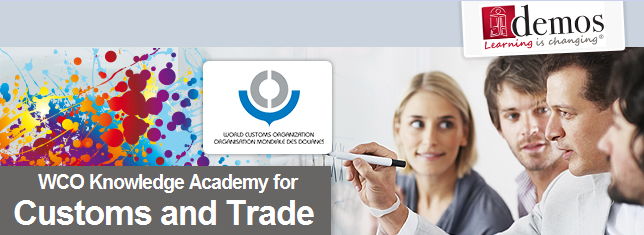 demos
Learning is changing®
WORLD CUSTOMS ORGANIZATION
ORGANISATION MONDIALE DES DOUANES
WCO Knowledge Academy for
Customs and Trade